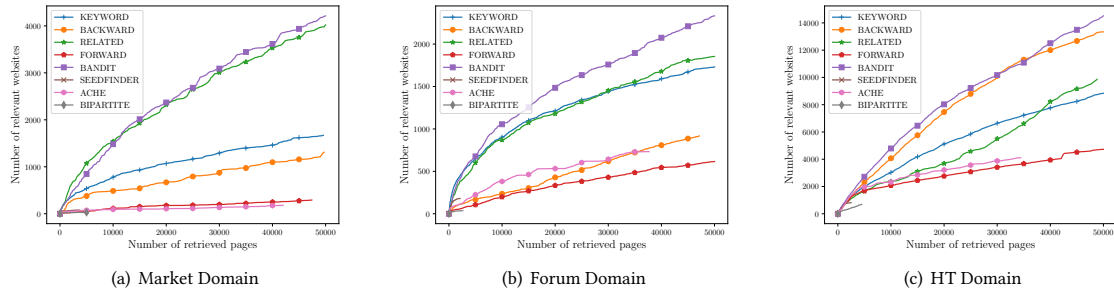 KEYWORD
BACKWARD
RELATED
FORWARD
BANDIT
SEEDFINDER
ACHE
BIPARTITE
Number of relevant websites
4000
3000
2000
1000
0
0 10000 20000 30000 40000 50000
Number of retrieved pages
(a) Market Domain
KEYWORD
BACKWARD
RELATED
FORWARD
BANDIT
SEEDFINDER
ACHE
BIPARTITE
Number of relevant websites
2000
1500
1000
500
0
0 10000 20000 30000 40000 50000
Number of retrieved pages
(b) Forum Domain
KEYWORD
BACKWARD
RELATED
FORWARD
BANDIT
SEEDFINDER
ACHE
BIPARTITE
Number of relevant websites
14000
12000
10000
8000
6000
4000
2000
0
0 10000 20000 30000 40000 50000
Number of retrieved pages
(c) HT Domain